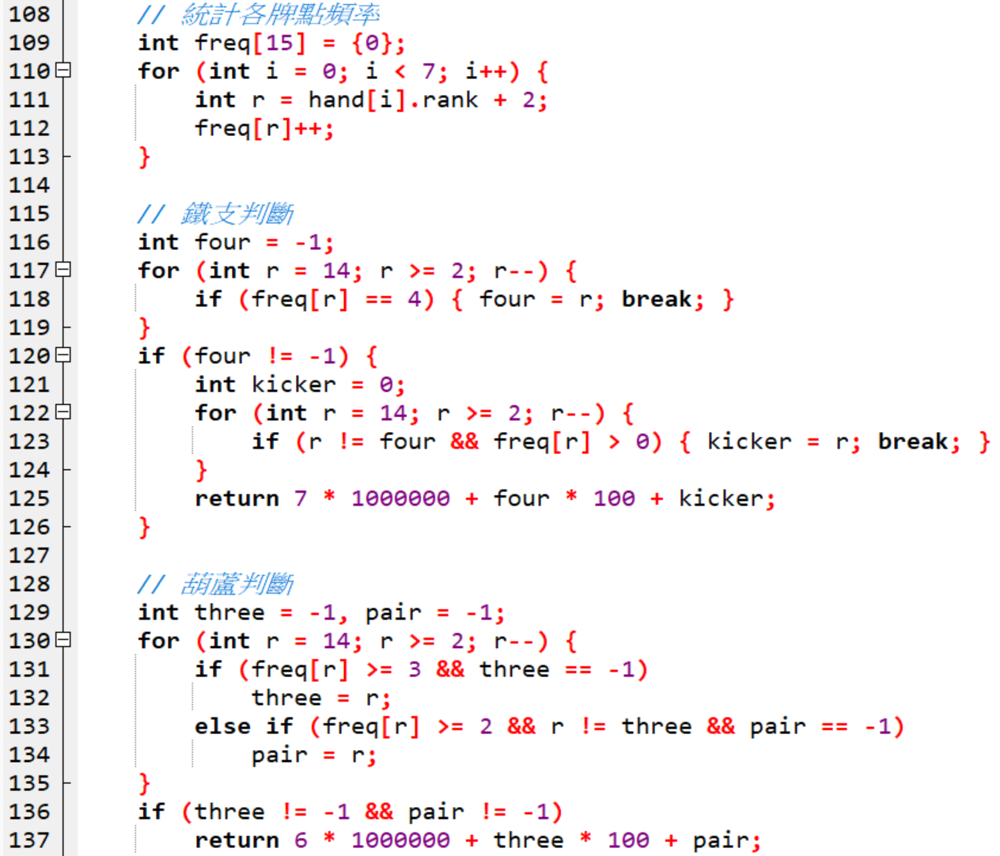 108 // 統計各牌點頻率
109 int freq[15] = {0};
110 for (int i = 0; i < 7; i++) {
111 int r = hand[i].rank + 2;
112 freq[r]++;
113 }
114
115 // 鐵支判斷
116 int four = -1;
117 for (int r = 14; r >= 2; r--) {
118 if (freq[r] == 4) { four = r; break; }
119 }
120 if (four != -1) {
121 int kicker = 0;
122 for (int r = 14; r >= 2; r--) {
123 if (r != four && freq[r] > 0) { kicker = r; break; }
124 }
125 return 7 * 1000000 + four * 100 + kicker;
126 }
127
128 // 葫蘆判斷
129 int three = -1, pair = -1;
130 for (int r = 14; r >= 2; r--) {
131 if (freq[r] >= 3 && three == -1)
132 three = r;
133 else if (freq[r] >= 2 && r != three && pair == -1)
134 pair = r;
135 }
136 if (three != -1 && pair != -1)
137 return 6 * 1000000 + three * 100 + pair;